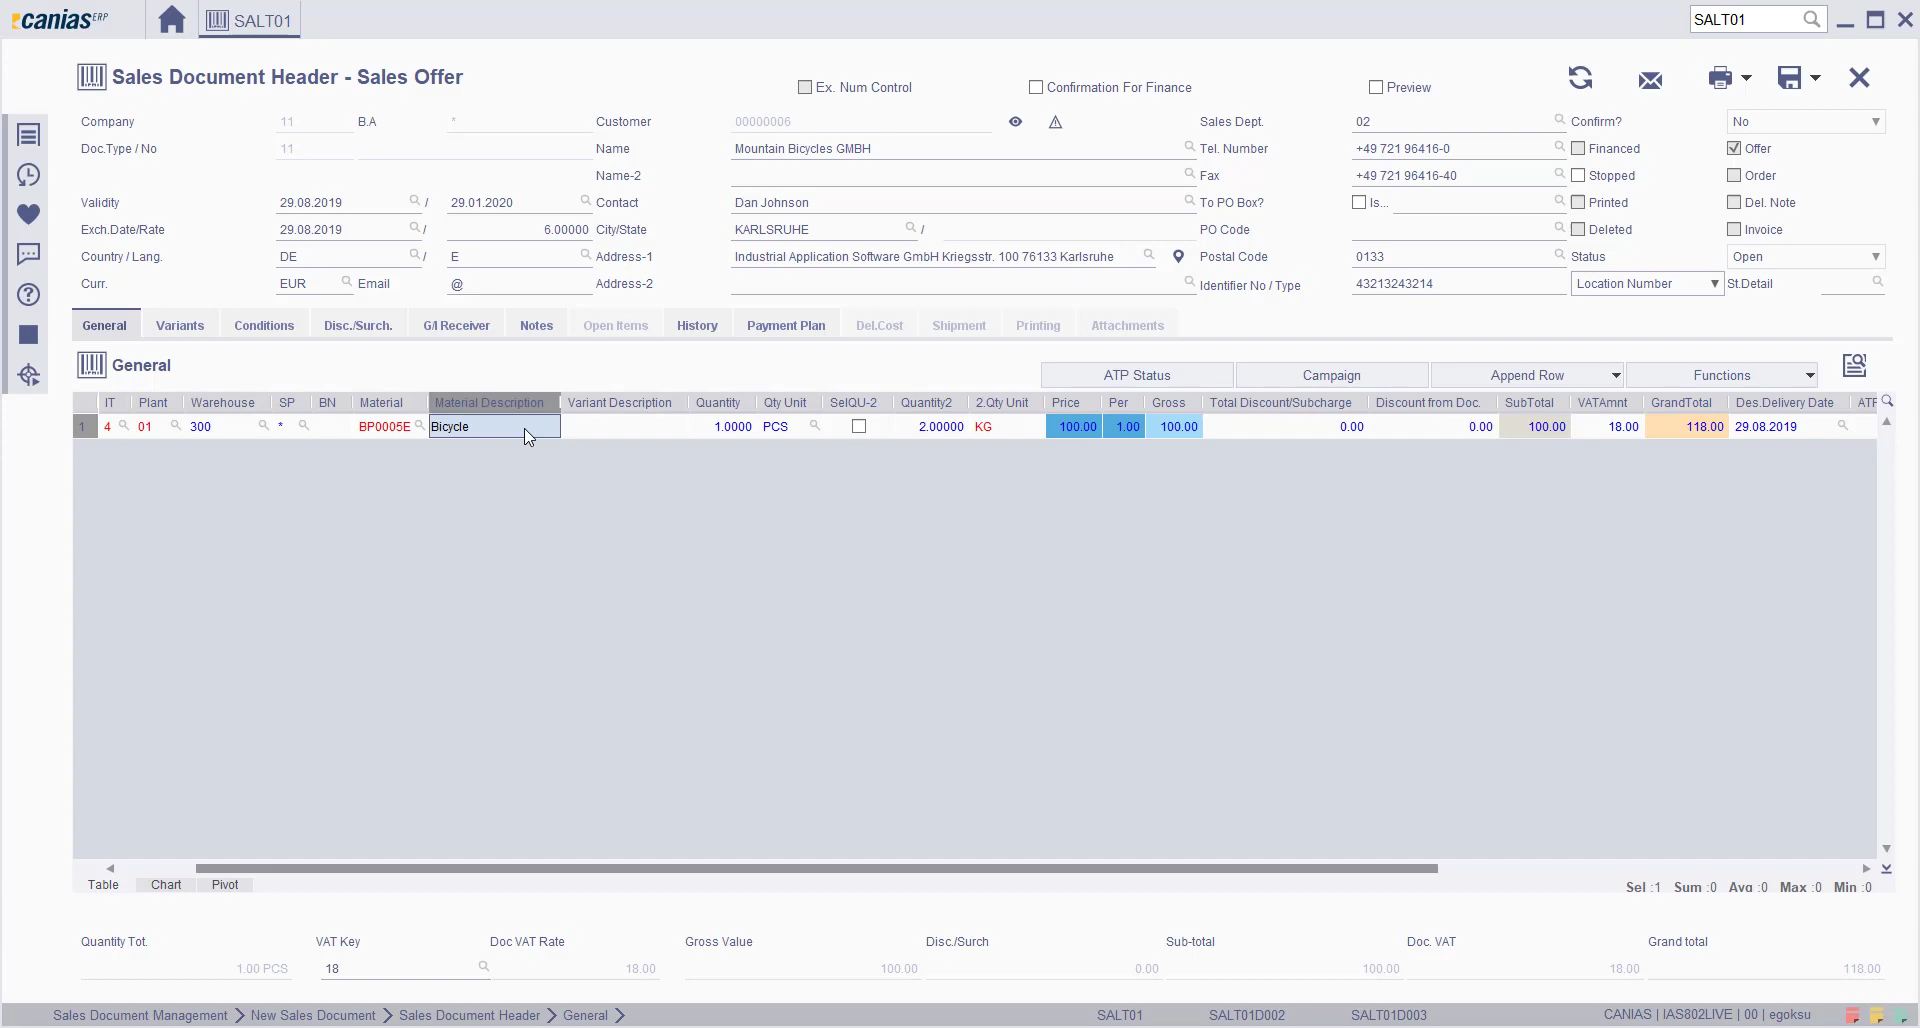 canias ERP SALT01 SALT01
Sales Document Header - Sales Offer
Ex. Num Control Confirmation For Finance Preview
Company 11 B.A * Customer 00000006 Sales Dept. 02 Confirm? No
Doc.Type / No 11 Name Mountain Bicycles GMBH Tel. Number +49 721 96416-0 Financed Offer
Name-2 Fax +49 721 96416-40 Stopped Order
Validity 29.08.2019 / 29.01.2020 Contact Dan Johnson To PO Box? Is... Printed Del. Note
Exch.Date/Rate 29.08.2019 / 6.00000 City/State KARLSRUHE / PO Code Deleted Invoice
Country / Lang. DE / E Address-1 Industrial Application Software GmbH Kriegsstr. 100 76133 Karlsruhe Postal Code 0133 Status Open
Curr. EUR Email @ Address-2 Identifier No / Type 43213243214 Location Number St.Detail
General Variants Conditions Disc./Surch. G/I Receiver Notes Open Items History Payment Plan Del.Cost Shipment Printing Attachments
General
ATP Status Campaign Append Row Functions
IT Plant Warehouse SP BN Material Material Description Variant Description Quantity Qty Unit SelQU-2 Quantity2 2.Qty Unit Price Per Gross Total Discount/Subcharge Discount from Doc. SubTotal VATAmnt GrandTotal Des.Delivery Date ATP
1 4 01 300 * BP0005E Bicycle 1.0000 PCS 2.00000 KG 100.00 1.00 100.00 0.00 0.00 100.00 18.00 118.00 29.08.2019
Table Chart Pivot
Sel :1 Sum :0 Avg :0 Max :0 Min :0
Quantity Tot. VAT Key Doc VAT Rate Gross Value Disc./Surch Sub-total Doc. VAT Grand total
1.00 PCS 18 18.00 100.00 0.00 100.00 18.00 118.00
Sales Document Management New Sales Document Sales Document Header General SALT01 SALT01D002 SALT01D003 CANIAS | IAS802LIVE | 00 | egoksu